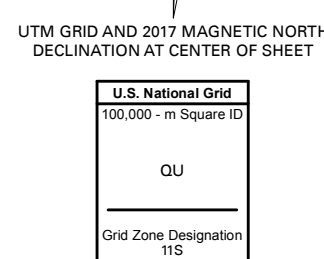 UTM GRID AND 2017 MAGNETIC NORTH
DECLINATION AT CENTER OF SHEET
U.S. National Grid
100,000 - m Square ID
QU
Grid Zone Designation
11S